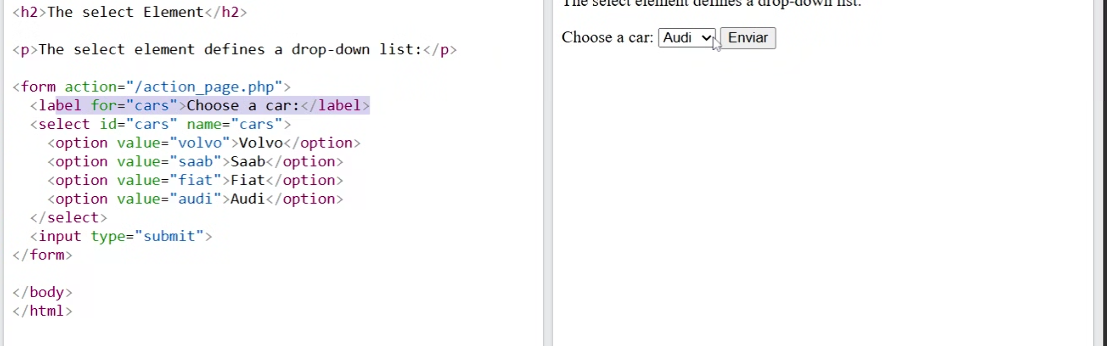 <h2>The select Element</h2>
<p>The select element defines a drop-down list:</p>
<form action="/action_page.php">
<label for="cars">Choose a car:</label>
<select id="cars" name="cars">
<option value="volvo">Volvo</option>
<option value="saab">Saab</option>
<option value="fiat">Fiat</option>
<option value="audi">Audi</option>
</select>
<input type="submit">
</form>
</body>
</html>
The select element defines a drop-down list:
Choose a car: Audi Enviar